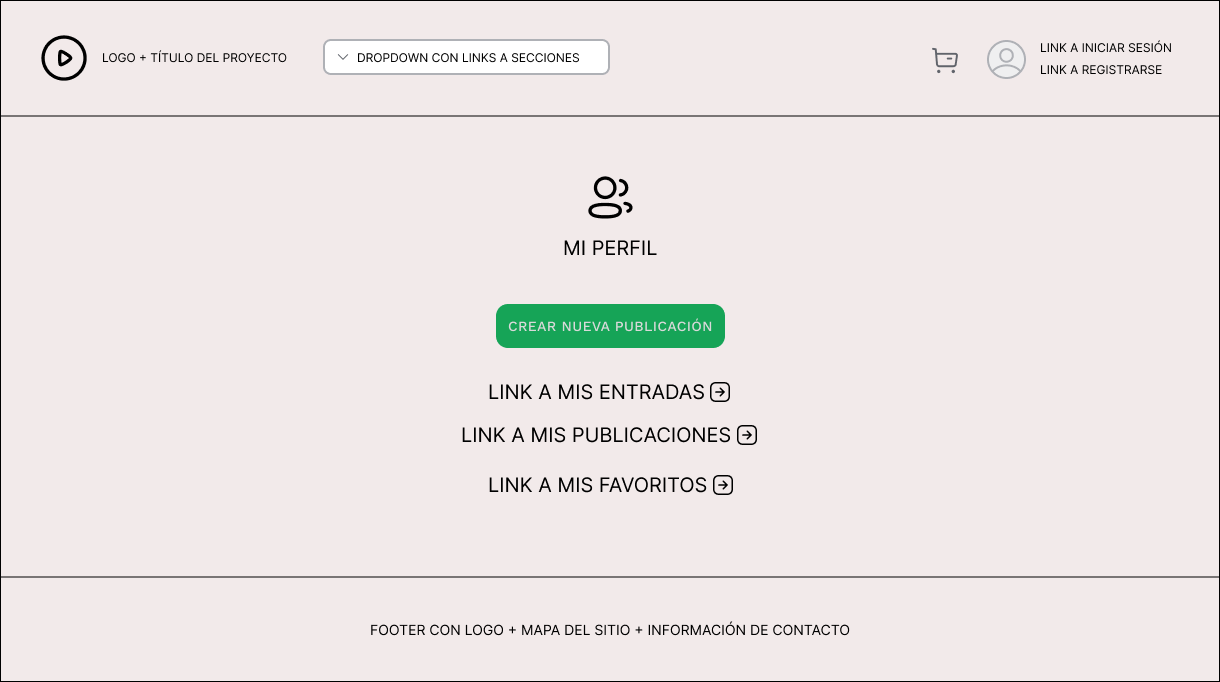 LOGO + TÍTULO DEL PROYECTO
DROPDOWN CON LINKS A SECCIONES
LINK A INICIAR SESIÓN
LINK A REGISTRARSE
MI PERFIL
CREAR NUEVA PUBLICACIÓN
LINK A MIS ENTRADAS
LINK A MIS PUBLICACIONES
LINK A MIS FAVORITOS
FOOTER CON LOGO + MAPA DEL SITIO + INFORMACIÓN DE CONTACTO